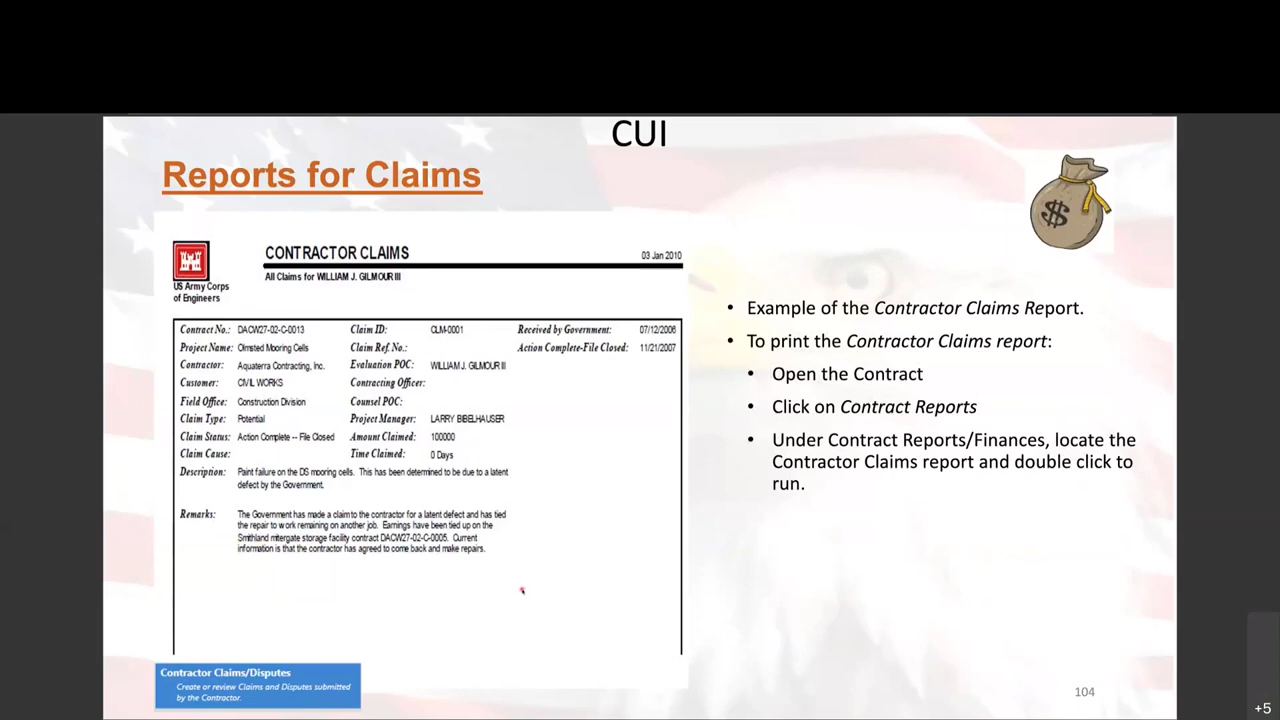 CUI
Reports for Claims
$
US Army Corps
of Engineers
CONTRACTOR CLAIMS
03 Jan 2010
All Claims for WILLIAM J. GILMOUR III
Contract No.: DACW27-02-C-0013 Claim ID: CLM-0001 Received by Government: 07/12/2006
Project Name: Olmsted Mooring Cells Claim Ref. No.: Action Complete-File Closed: 11/21/2007
Contractor: Aquaterra Contracting, Inc. Evaluation POC: WILLIAM J. GILMOUR III
Customer: CIVIL WORKS Contracting Officer:
Field Office: Construction Division Counsel POC:
Claim Type: Potential Project Manager: LARRY BIBELHAUSER
Claim Status: Action Complete -- File Closed Amount Claimed: 100000
Claim Cause: Time Claimed: 0 Days
Description: Paint failure on the DS mooring cells. This has been determined to be due to a latent
defect by the Government.
Remarks: The Government has made a claim to the contractor for a latent defect and has tied
the repair to work remaining on another job. Earnings have been tied up on the
Smithland mitergate storage facility contract DACW27-02-C-0005. Current
information is that the contractor has agreed to come back and make repairs.
• Example of the Contractor Claims Report.
• To print the Contractor Claims report:
• Open the Contract
• Click on Contract Reports
• Under Contract Reports/Finances, locate the
Contractor Claims report and double click to
run.
Contractor Claims/Disputes
Create or review Claims and Disputes submitted
by the Contractor.
104
+5